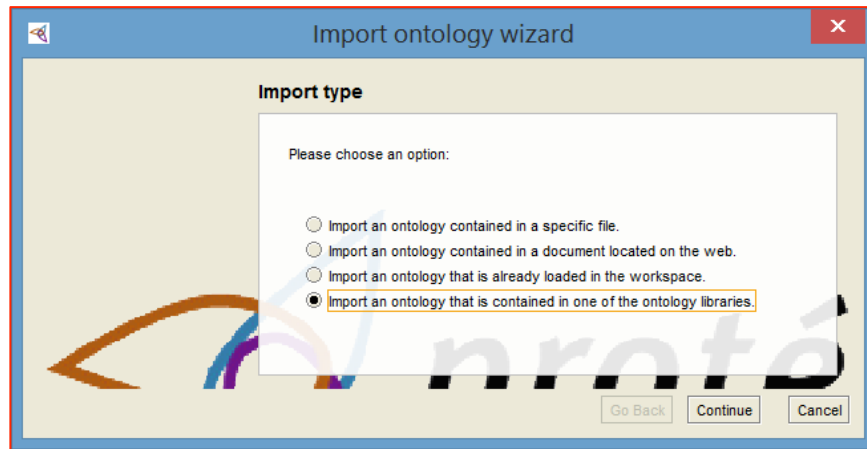 Import ontology wizard
Import type
Please choose an option:
Import an ontology contained in a specific file.
Import an ontology contained in a document located on the web.
Import an ontology that is already loaded in the workspace.
Import an ontology that is contained in one of the ontology libraries.
proté
Go Back Continue Cancel